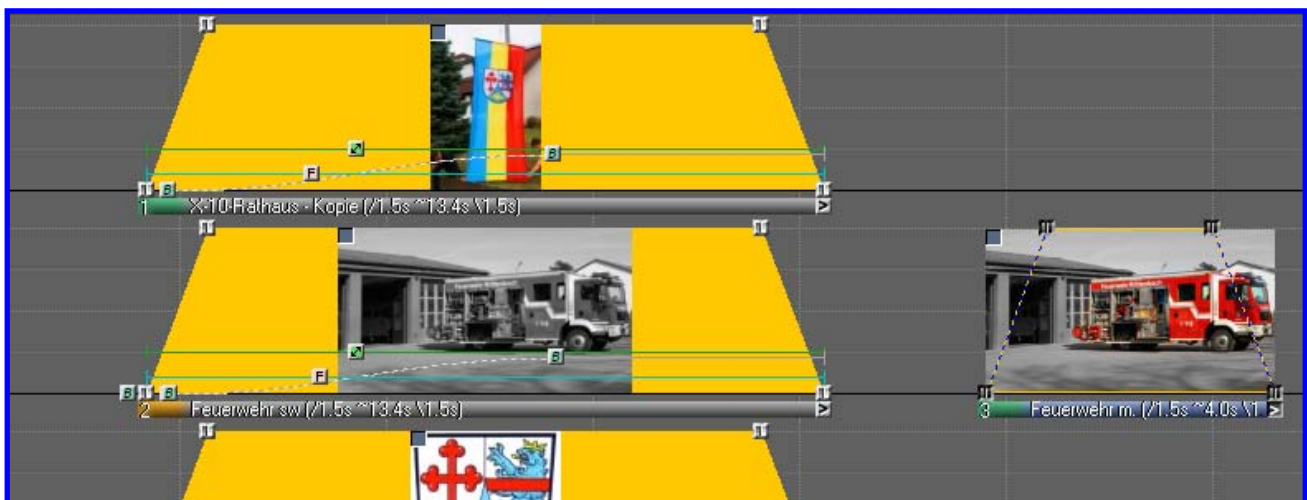 F
B
B
1 X-10-Rathaus - Kopie (/1.5s ~13.4s \1.5s) >
Feuerwehr
F
B
B B
2 Feuerwehr sw (/1.5s ~13.4s \1.5s) >
3 Feuerwehr m. (/1.5s ~4.0s \1 >